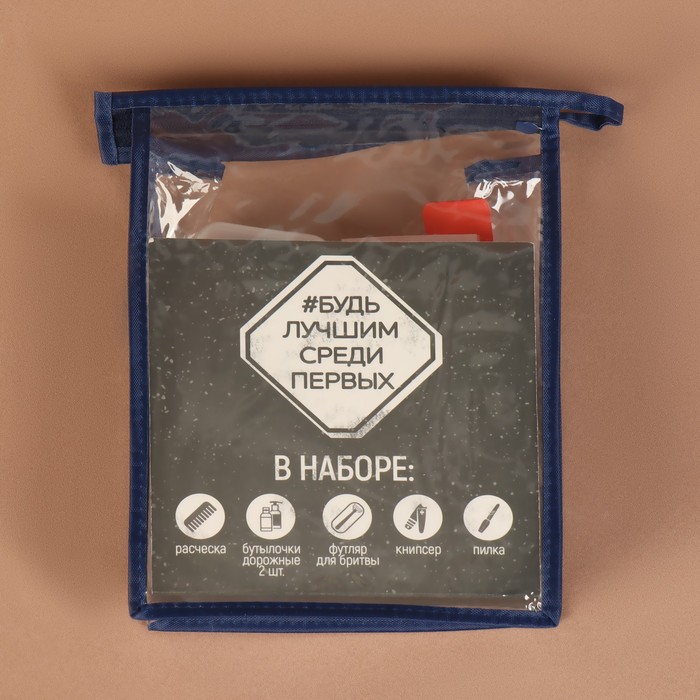 #БУДЬ
ЛУЧШИМ
СРЕДИ
ПЕРВЫХ
В НАБОРЕ:
расческа
бутылочки
дорожные
2 шт.
футляр
для бритвы
книпсер
пилка